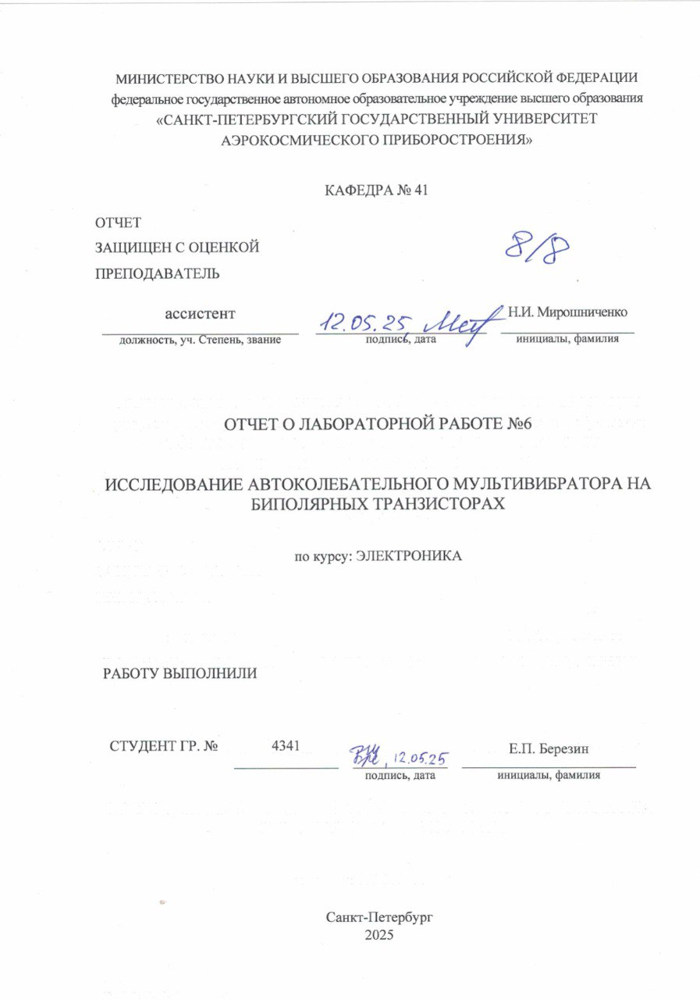 МИНИСТЕРСТВО НАУКИ И ВЫСШЕГО ОБРАЗОВАНИЯ РОССИЙСКОЙ ФЕДЕРАЦИИ
федеральное государственное автономное образовательное учреждение высшего образования
«САНКТ-ПЕТЕРБУРГСКИЙ ГОСУДАРСТВЕННЫЙ УНИВЕРСИТЕТ
АЭРОКОСМИЧЕСКОГО ПРИБОРОСТРОЕНИЯ»
КАФЕДРА № 41
ОТЧЕТ
ЗАЩИЩЕН С ОЦЕНКОЙ
8/8
ПРЕПОДАВАТЕЛЬ
ассистент 12.05.25, Н.И. Мирошниченко
должность, уч. Степень, звание подпись, дата инициалы, фамилия
ОТЧЕТ О ЛАБОРАТОРНОЙ РАБОТЕ №6
ИССЛЕДОВАНИЕ АВТОКОЛЕБАТЕЛЬНОГО МУЛЬТИВИБРАТОРА НА
БИПОЛЯРНЫХ ТРАНЗИСТОРАХ
по курсу: ЭЛЕКТРОНИКА
РАБОТУ ВЫПОЛНИЛИ
СТУДЕНТ ГР. № 4341 , 12.05.25 Е.П. Березин
подпись, дата инициалы, фамилия
Санкт-Петербург
2025